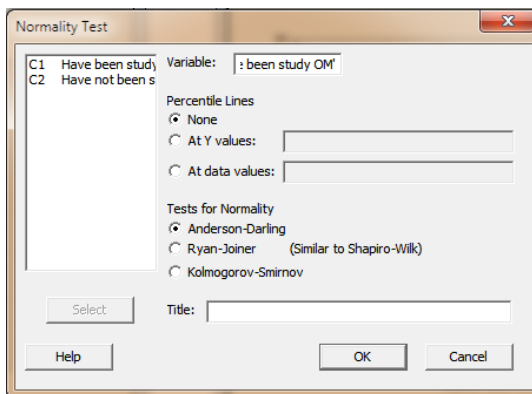 Normality Test
C1 Have been study
C2 Have not been s
Variable: : been study OM'
Percentile Lines
None
At Y values:
At data values:
Tests for Normality
Anderson-Darling
Ryan-Joiner (Similar to Shapiro-Wilk)
Kolmogorov-Smirnov
Select
Title:
Help
OK
Cancel